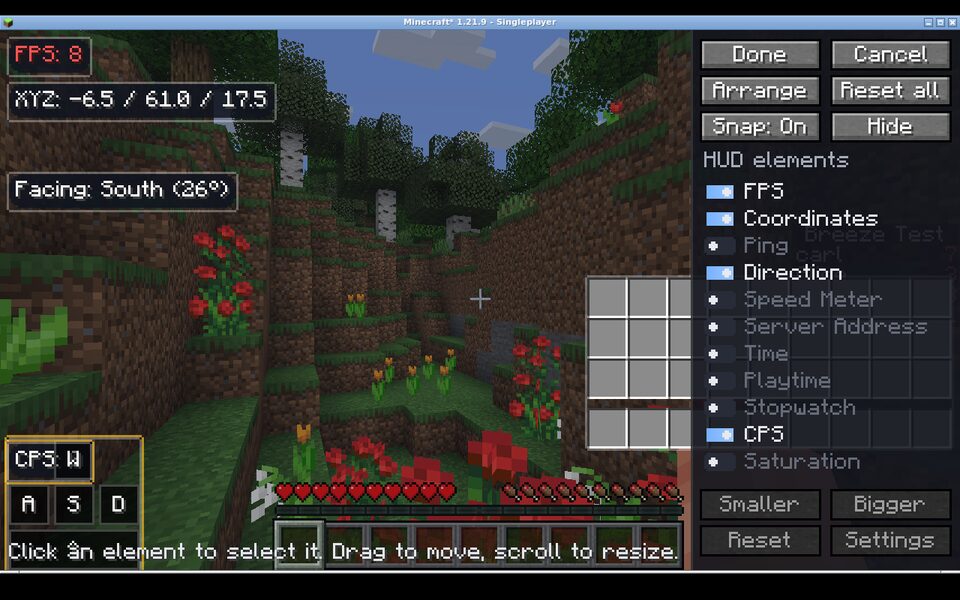 Minecraft* 1.21.9 - Singleplayer
FPS: 8
XYZ: -6.5 / 61.0 / 17.5
Facing: South (26°)
CPS W
A S D
Click an element to select it. Drag to move, scroll to resize.
Done Cancel
Arrange Reset all
Snap: On Hide
HUD elements
FPS
Coordinates
Breeze Test
carl
Ping
Direction
Speed Meter
Server Address
Time
Playtime
Stopwatch
CPS
Saturation
Smaller Bigger
Reset Settings